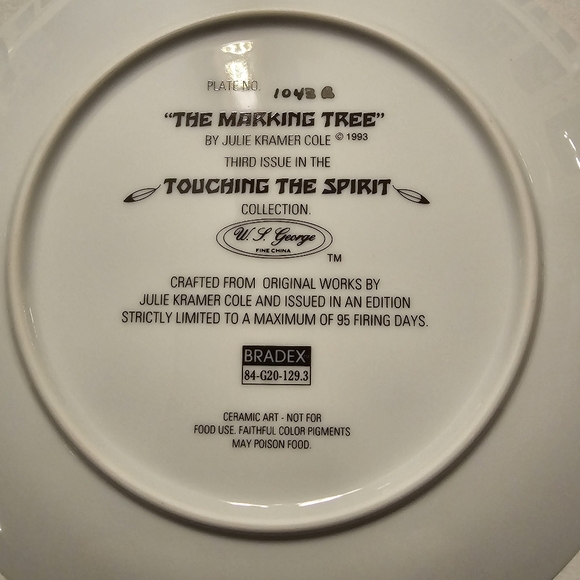 PLATE NO. 1043 B
"THE MARKING TREE"
BY JULIE KRAMER COLE © 1993
THIRD ISSUE IN THE
TOUCHING THE SPIRIT
COLLECTION.
W. S. George
FINE CHINA
TM
CRAFTED FROM ORIGINAL WORKS BY
JULIE KRAMER COLE AND ISSUED IN AN EDITION
STRICTLY LIMITED TO A MAXIMUM OF 95 FIRING DAYS.
BRADEX
84-G20-129.3
CERAMIC ART - NOT FOR
FOOD USE. FAITHFUL COLOR PIGMENTS
MAY POISON FOOD.